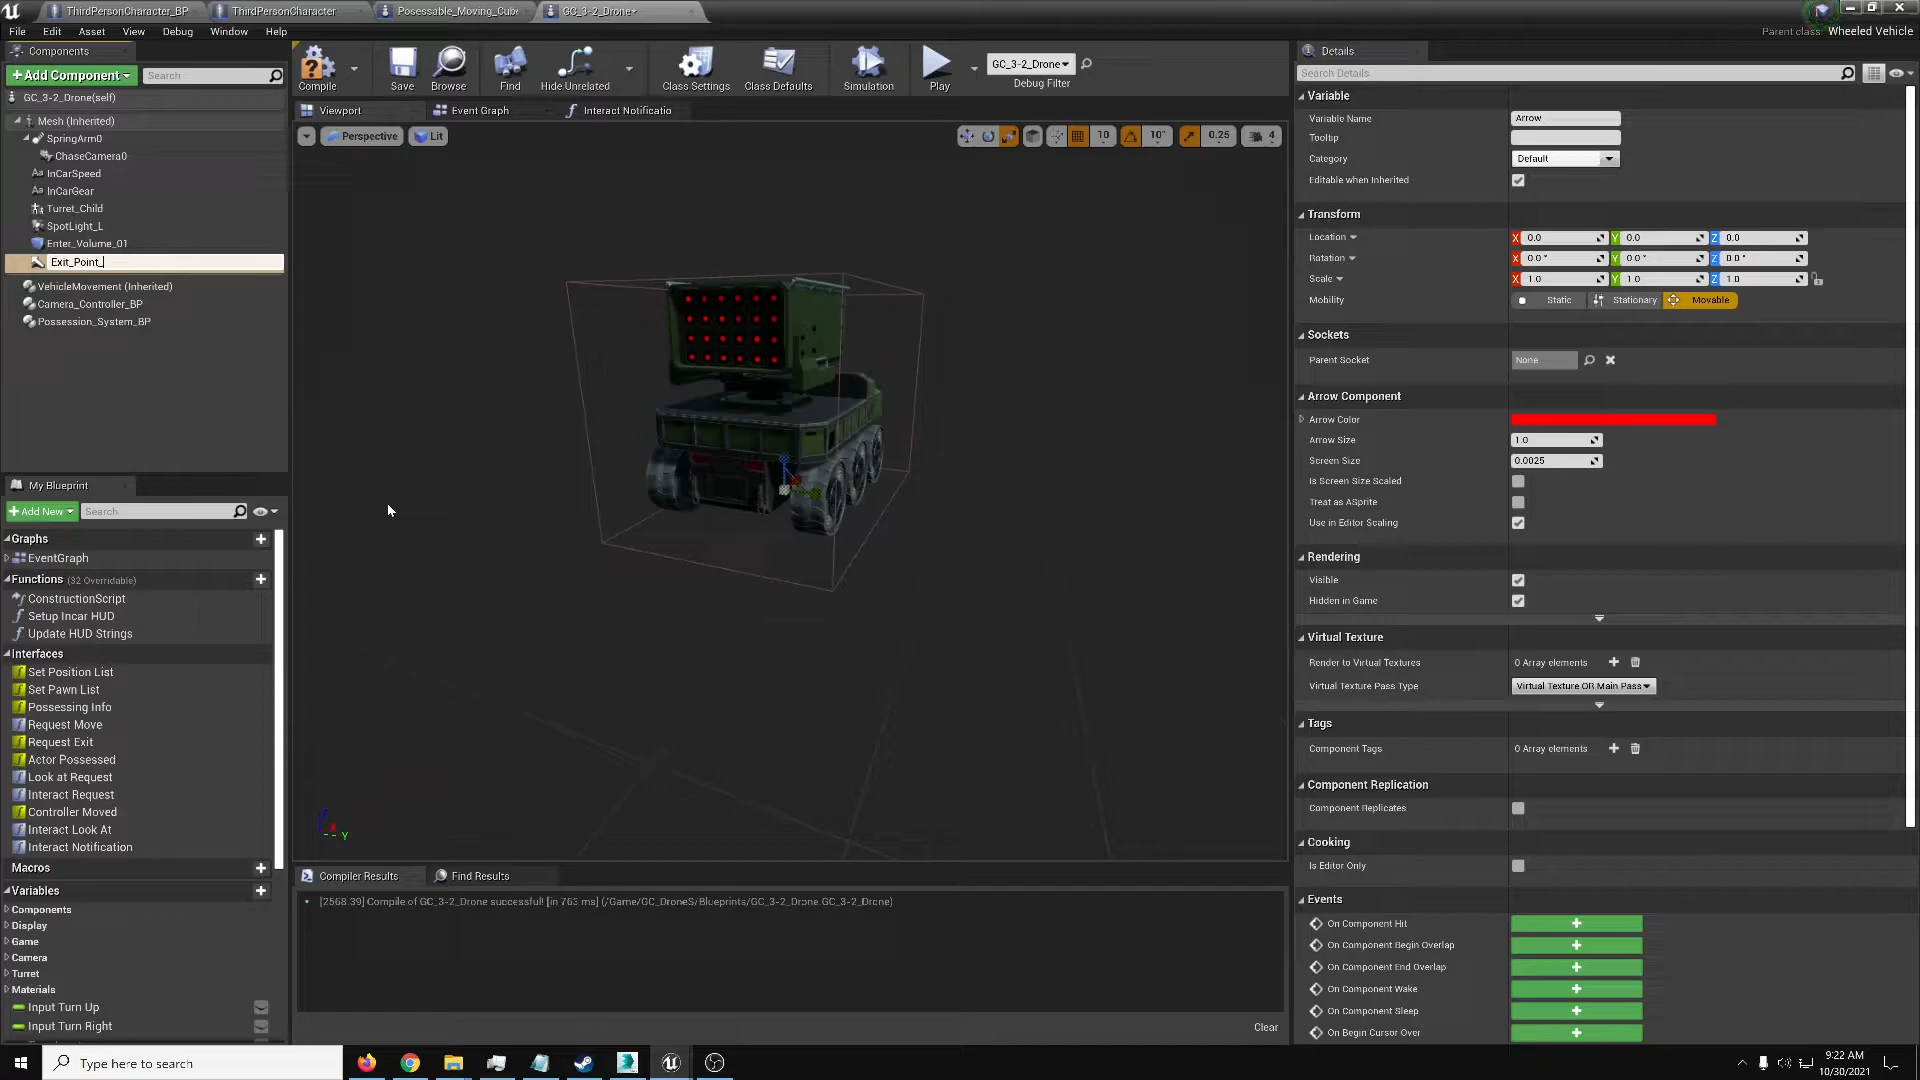 ThirdPersonCharacter_BP
ThirdPersonCharacter
Posessable_Moving_Cub
GC_3-2_Drone*
File
Edit
Asset
View
Debug
Window
Help
Parent class: Wheeled Vehicle
Components
+Add Component
Search
GC_3-2_Drone(self)
Mesh (Inherited)
SpringArm0
ChaseCamera0
InCarSpeed
InCarGear
Turret_Child
SpotLight_L
Enter_Volume_01
Exit_Point_
VehicleMovement (Inherited)
Camera_Controller_BP
Possession_System_BP
My Blueprint
+Add New
Search
Graphs
EventGraph
Functions (32 Overridable)
ConstructionScript
Setup Incar HUD
Update HUD Strings
Interfaces
Set Position List
Set Pawn List
Possessing Info
Request Move
Request Exit
Actor Possessed
Look at Request
Interact Request
Controller Moved
Interact Look At
Interact Notification
Macros
Variables
Components
Display
Game
Camera
Turret
Materials
Input Turn Up
Input Turn Right
Compile
Save
Browse
Find
Hide Unrelated
Class Settings
Class Defaults
Simulation
Play
GC_3-2_Drone
Debug Filter
Viewport
Event Graph
Interact Notificatio
Perspective
Lit
10
10°
0.25
4
Y
Compiler Results
Find Results
[2568.39] Compile of GC_3-2_Drone successful! [in 763 ms] (/Game/GC_DroneS/Blueprints/GC_3-2_Drone.GC_3-2_Drone)
Clear
Details
Search Details
Variable
Variable Name
Arrow
Tooltip
Category
Default
Editable when Inherited
Transform
Location
X 0.0
Y 0.0
Z 0.0
Rotation
X 0.0 °
Y 0.0 °
Z 0.0 °
Scale
X 1.0
Y 1.0
Z 1.0
Mobility
Static
Stationary
Movable
Sockets
Parent Socket
None
Arrow Component
Arrow Color
Arrow Size
1.0
Screen Size
0.0025
Is Screen Size Scaled
Treat as ASprite
Use in Editor Scaling
Rendering
Visible
Hidden in Game
Virtual Texture
Render to Virtual Textures
0 Array elements
Virtual Texture Pass Type
Virtual Texture OR Main Pass
Tags
Component Tags
0 Array elements
Component Replication
Component Replicates
Cooking
Is Editor Only
Events
On Component Hit
On Component Begin Overlap
On Component End Overlap
On Component Wake
On Component Sleep
On Begin Cursor Over
Type here to search
9:22 AM
10/30/2021